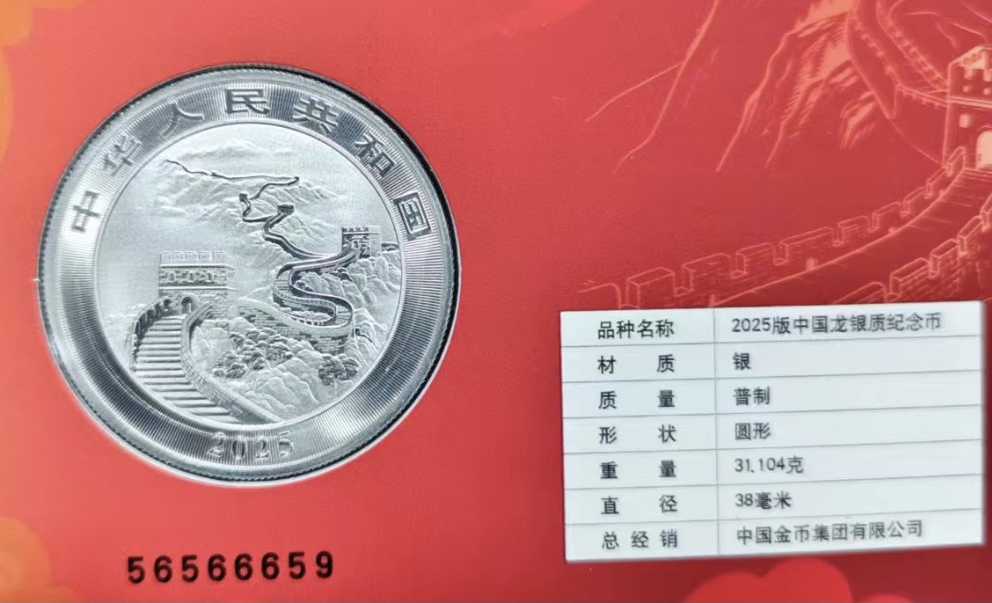 中华人民共和国
2025
56566659
品种名称 2025版中国龙银质纪念币
材质 银
质量 普制
形状 圆形
重量 31.104克
直径 38毫米
总经销 中国金币集团有限公司